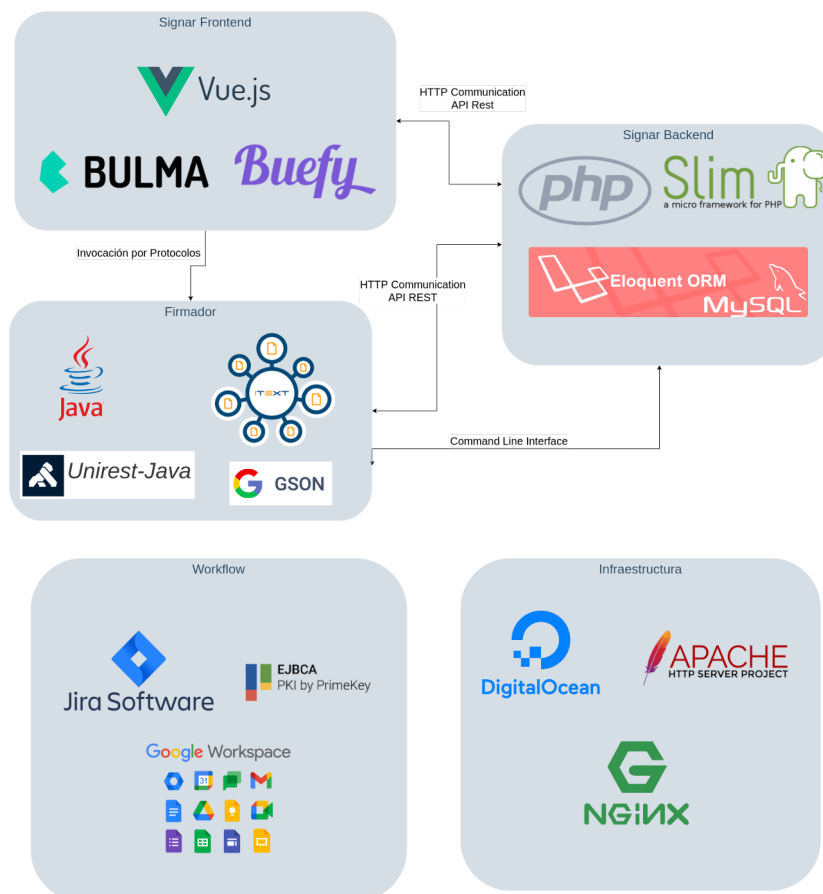 Signar Frontend
Vue.js
BULMA
Buefy
HTTP Communication
API Rest
Signar Backend
php
Slim
a micro framework for PHP
Eloquent ORM
MySQL
Invocación por Protocolos
HTTP Communication
API REST
Firmador
Java
iTEXT
Unirest-Java
GSON
Command Line Interface
Workflow
Jira Software
EJBCA
PKI by PrimeKey
Google Workspace
31
Infraestructura
DigitalOcean
APACHE
HTTP SERVER PROJECT
NGiNX